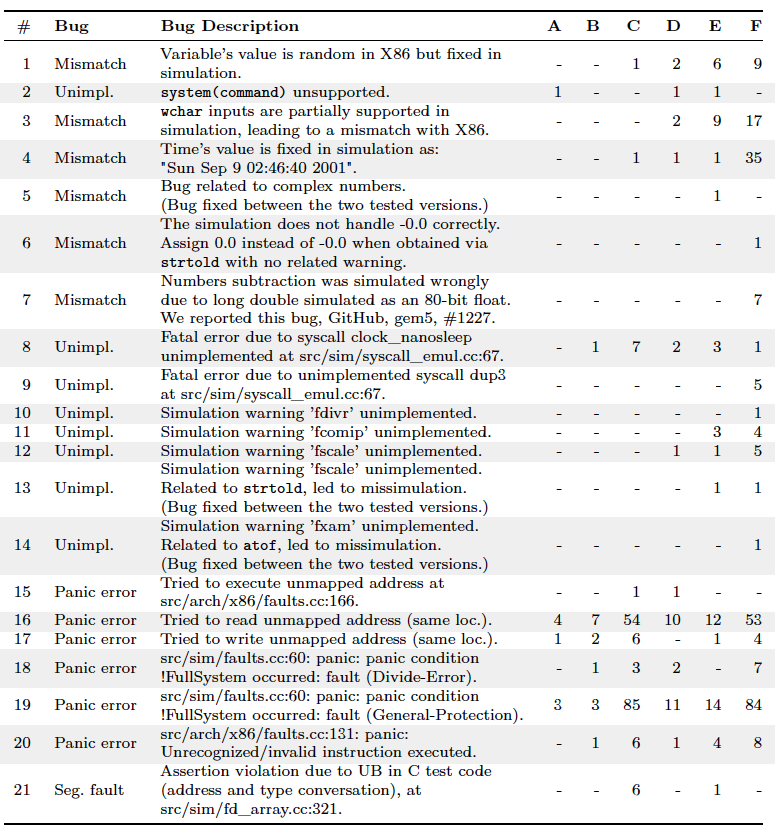 # Bug Bug Description A B C D E F
Variable's value is random in X86 but fixed in
1 Mismatch simulation. - - 1 2 6 9
2 Unimpl. system(command) unsupported. 1 - - 1 1 -
wchar inputs are partially supported in
3 Mismatch simulation, leading to a mismatch with X86. - - - 2 9 17
Time's value is fixed in simulation as:
4 Mismatch "Sun Sep 9 02:46:40 2001". - - 1 1 1 35
Bug related to complex numbers.
5 Mismatch (Bug fixed between the two tested versions.) - - - - 1 -
The simulation does not handle -0.0 correctly.
6 Mismatch Assign 0.0 instead of -0.0 when obtained via - - - - - 1
strtold with no related warning.
Numbers subtraction was simulated wrongly
7 Mismatch due to long double simulated as an 80-bit float. - - - - - 7
We reported this bug, GitHub, gem5, #1227.
Fatal error due to syscall clock_nanosleep
8 Unimpl. unimplemented at src/sim/syscall_emul.cc:67. - 1 7 2 3 1
Fatal error due to unimplemented syscall dup3
9 Unimpl. at src/sim/syscall_emul.cc:67. - - - - - 5
10 Unimpl. Simulation warning 'fdivr' unimplemented. - - - - - 1
11 Unimpl. Simulation warning 'fcomip' unimplemented. - - - - 3 4
12 Unimpl. Simulation warning 'fscale' unimplemented. - - - 1 1 5
Simulation warning 'fscale' unimplemented.
13 Unimpl. Related to strtold, led to missimulation. - - - - 1 1
(Bug fixed between the two tested versions.)
Simulation warning 'fxam' unimplemented.
14 Unimpl. Related to atof, led to missimulation. - - - - - 1
(Bug fixed between the two tested versions.)
Tried to execute unmapped address at
15 Panic error src/arch/x86/faults.cc:166. - - 1 1 - -
16 Panic error Tried to read unmapped address (same loc.). 4 7 54 10 12 53
17 Panic error Tried to write unmapped address (same loc.). 1 2 6 - 1 4
src/sim/faults.cc:60: panic: panic condition
18 Panic error !FullSystem occurred: fault (Divide-Error). - 1 3 2 - 7
src/sim/faults.cc:60: panic: panic condition
19 Panic error !FullSystem occurred: fault (General-Protection). 3 3 85 11 14 84
src/arch/x86/faults.cc:131: panic:
20 Panic error Unrecognized/invalid instruction executed. - 1 6 1 4 8
Assertion violation due to UB in C test code
21 Seg. fault (address and type conversation), at - - 6 - 1 -
src/sim/fd_array.cc:321.